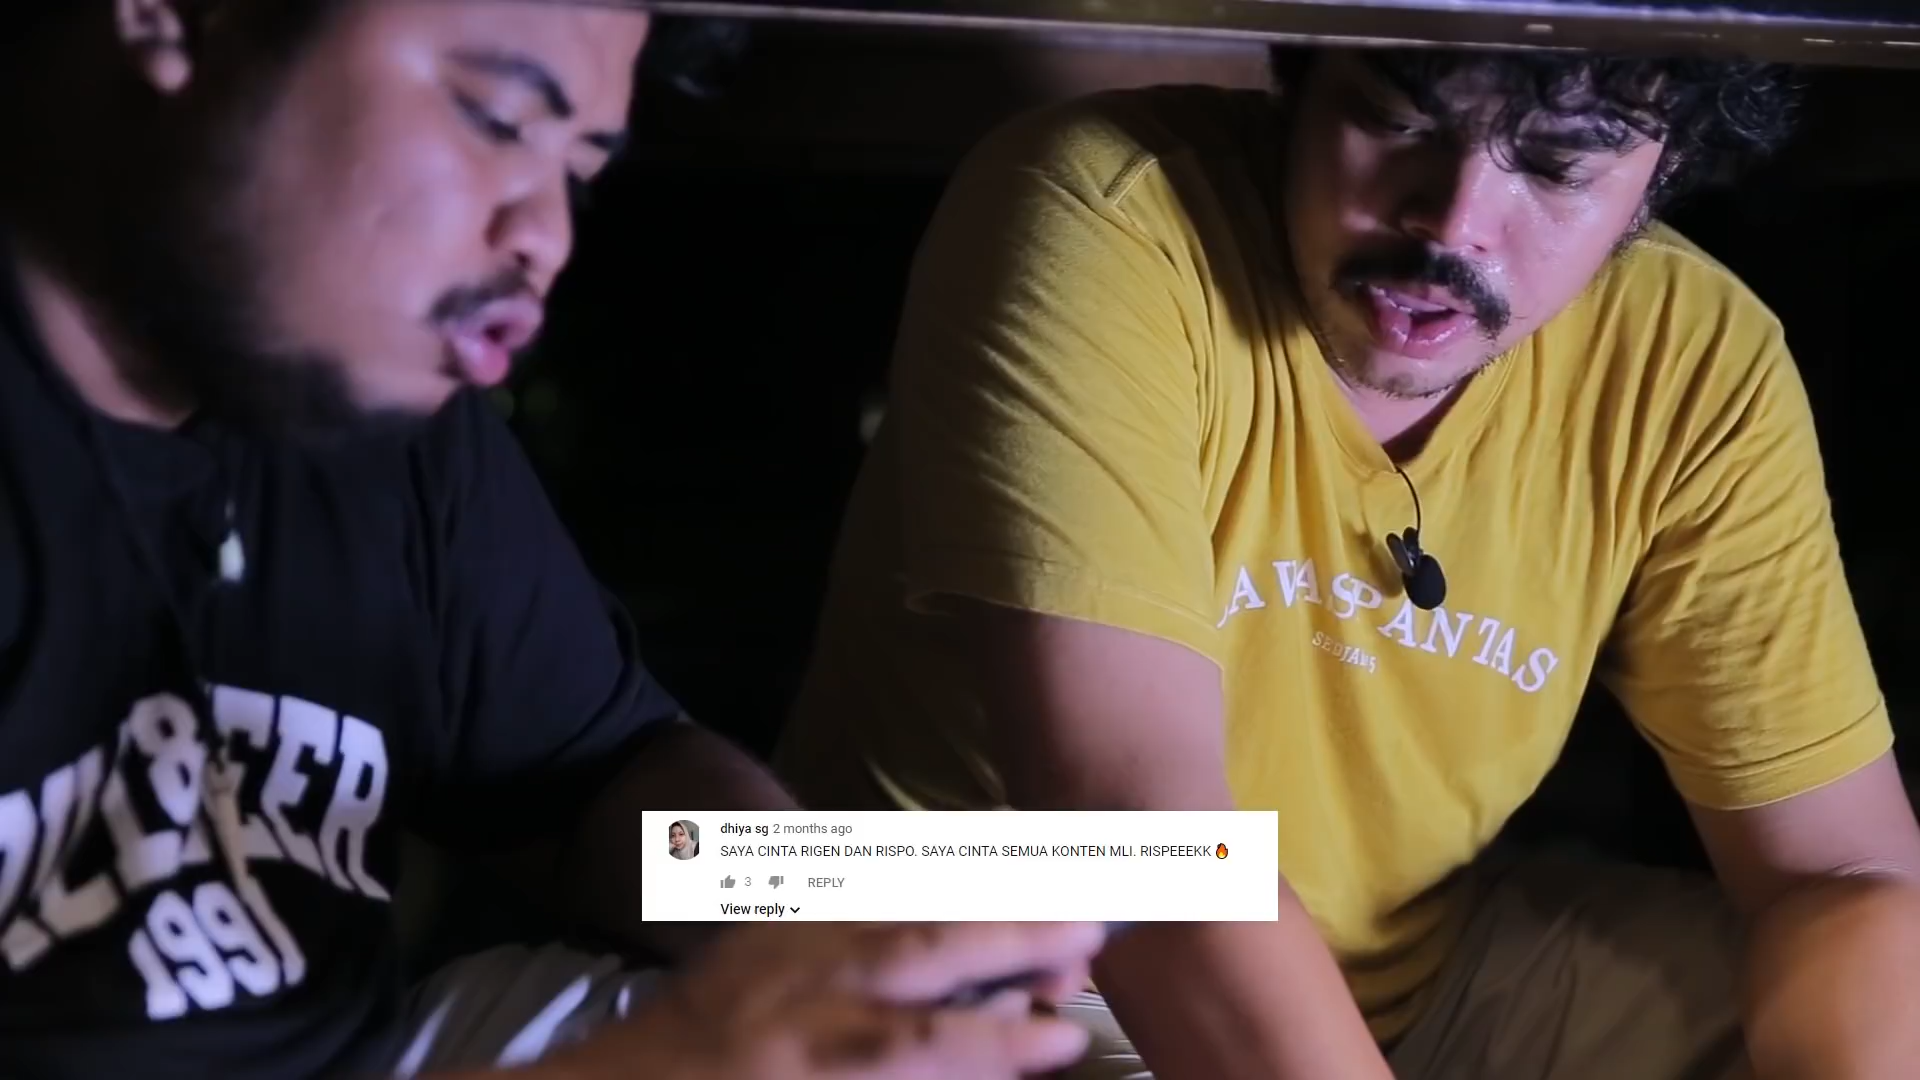 1991
SEDJAK
dhiya sg 2 months ago
SAYA CINTA RIGEN DAN RISPO. SAYA CINTA SEMUA KONTEN MLI. RISPEEEKK 🔥
3 REPLY
View reply